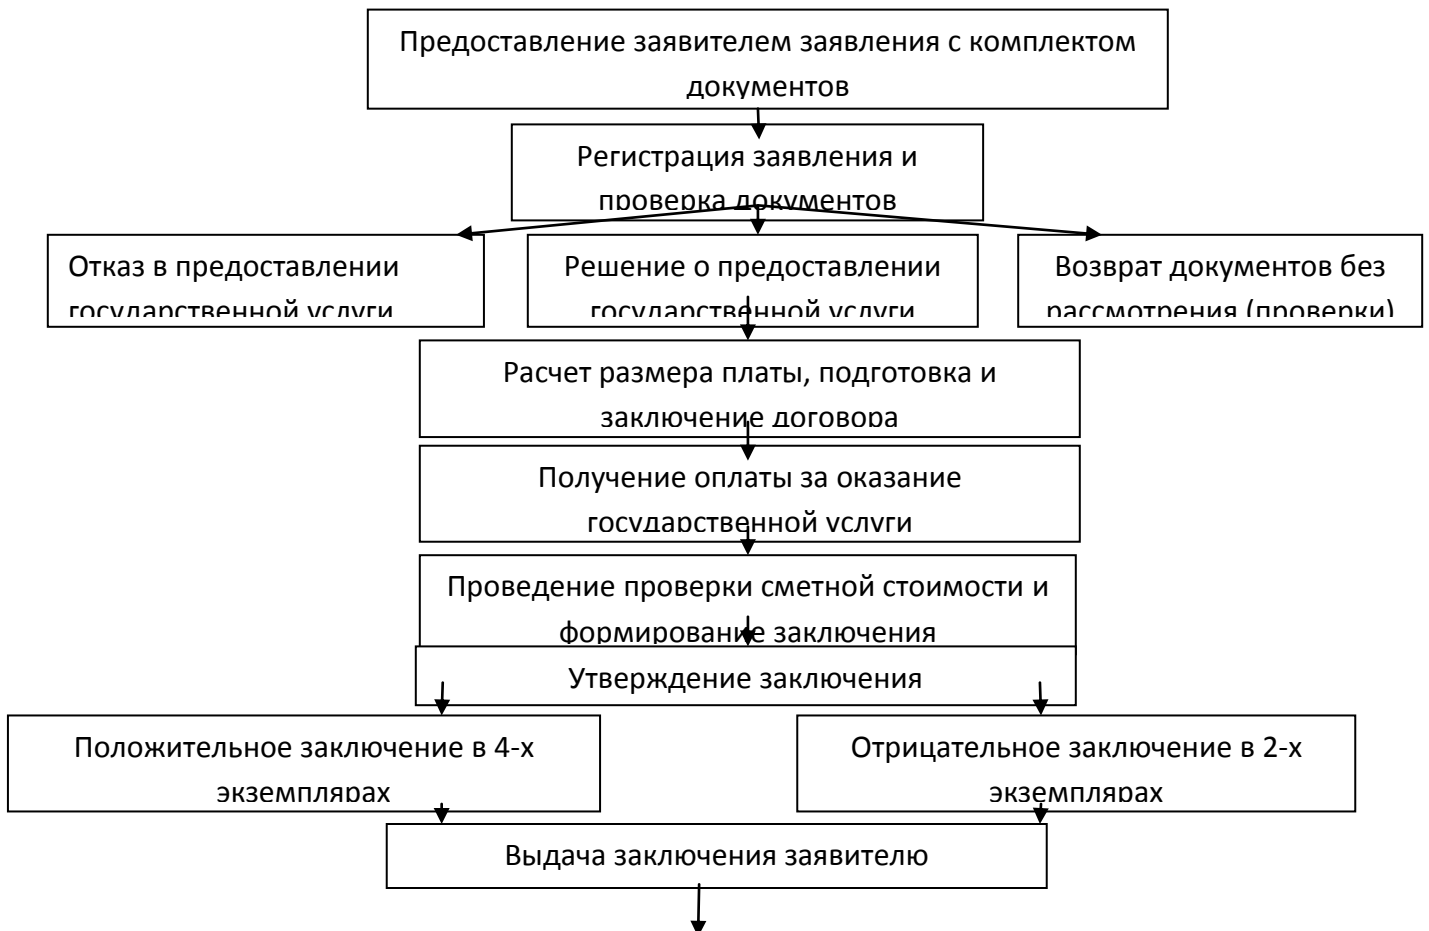 Предоставление заявителем заявления с комплектом
документов
Регистрация заявления и
проверка документов
Отказ в предоставлении
государственной услуги
Решение о предоставлении
государственной услуги
Возврат документов без
рассмотрения (проверки)
Расчет размера платы, подготовка и
заключение договора
Получение оплаты за оказание
государственной услуги
Проведение проверки сметной стоимости и
формирование заключения
Утверждение заключения
Положительное заключение в 4-х
экземплярах
Отрицательное заключение в 2-х
экземплярах
Выдача заключения заявителю